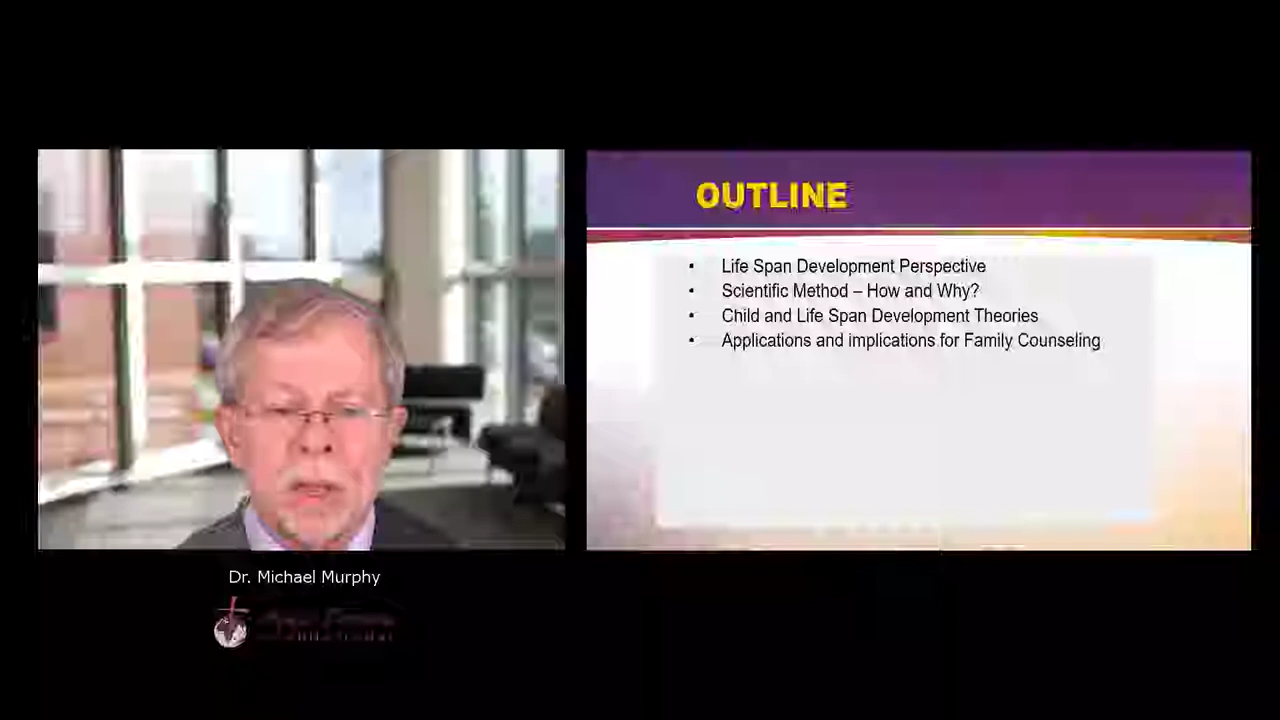 OUTLINE
• Life Span Development Perspective
• Scientific Method – How and Why?
• Child and Life Span Development Theories
• Applications and implications for Family Counseling
Dr. Michael Murphy